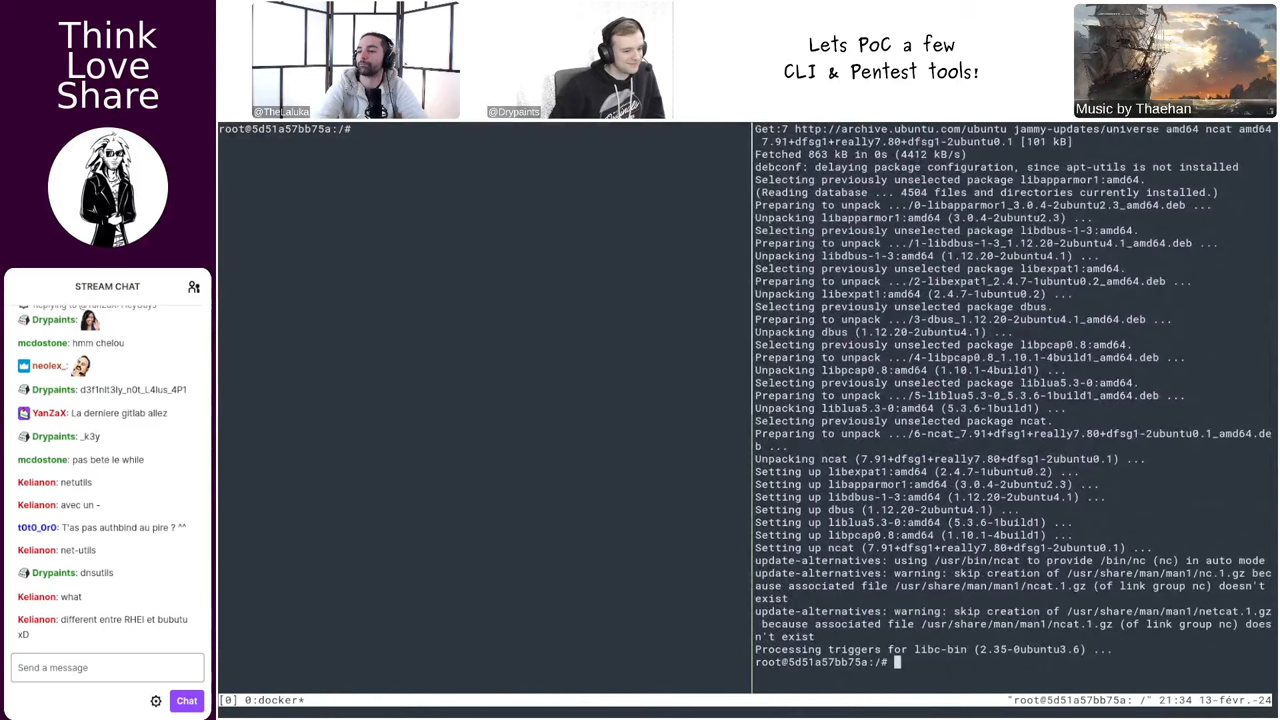 Think
Love
Share
@TheLaluka
@Drypaints
Lets PoC a few
CLI & Pentest tools!
Music by Thaehan
STREAM CHAT
Drypaints:
mcdostone: hmm chelou
neolex_:
Drypaints: d3f1nIt3ly_n0t_L4lus_4P1
YanZaX: La derniere gitlab allez
Drypaints: _k3y
mcdostone: pas bete le while
Kelianon: netutils
Kelianon: avec un -
t0t0_0r0: T'as pas authbind au pire ? ^^
Kelianon: net-utils
Drypaints: dnsutils
Kelianon: what
Kelianon: different entre RHEl et bubutu
xD
Send a message
Chat
root@5d51a57bb75a:/#
Get:7 http://archive.ubuntu.com/ubuntu jammy-updates/universe amd64 ncat amd64
7.91+dfsg1+really7.80+dfsg1-2ubuntu0.1 [101 kB]
Fetched 863 kB in 0s (4412 kB/s)
debconf: delaying package configuration, since apt-utils is not installed
Selecting previously unselected package libapparmor1:amd64.
(Reading database ... 4504 files and directories currently installed.)
Preparing to unpack .../0-libapparmor1_3.0.4-2ubuntu2.3_amd64.deb ...
Unpacking libapparmor1:amd64 (3.0.4-2ubuntu2.3) ...
Selecting previously unselected package libdbus-1-3:amd64.
Preparing to unpack .../1-libdbus-1-3_1.12.20-2ubuntu4.1_amd64.deb ...
Unpacking libdbus-1-3:amd64 (1.12.20-2ubuntu4.1) ...
Selecting previously unselected package libexpat1:amd64.
Preparing to unpack .../2-libexpat1_2.4.7-1ubuntu0.2_amd64.deb ...
Unpacking libexpat1:amd64 (2.4.7-1ubuntu0.2) ...
Selecting previously unselected package dbus.
Preparing to unpack .../3-dbus_1.12.20-2ubuntu4.1_amd64.deb ...
Unpacking dbus (1.12.20-2ubuntu4.1) ...
Selecting previously unselected package libpcap0.8:amd64.
Preparing to unpack .../4-libpcap0.8_1.10.1-4build1_amd64.deb ...
Unpacking libpcap0.8:amd64 (1.10.1-4build1) ...
Selecting previously unselected package liblua5.3-0:amd64.
Preparing to unpack .../5-liblua5.3-0_5.3.6-1build1_amd64.deb ...
Unpacking liblua5.3-0:amd64 (5.3.6-1build1) ...
Selecting previously unselected package ncat.
Preparing to unpack .../6-ncat_7.91+dfsg1+really7.80+dfsg1-2ubuntu0.1_amd64.de
b ...
Unpacking ncat (7.91+dfsg1+really7.80+dfsg1-2ubuntu0.1) ...
Setting up libexpat1:amd64 (2.4.7-1ubuntu0.2) ...
Setting up libapparmor1:amd64 (3.0.4-2ubuntu2.3) ...
Setting up libdbus-1-3:amd64 (1.12.20-2ubuntu4.1) ...
Setting up dbus (1.12.20-2ubuntu4.1) ...
Setting up liblua5.3-0:amd64 (5.3.6-1build1) ...
Setting up libpcap0.8:amd64 (1.10.1-4build1) ...
Setting up ncat (7.91+dfsg1+really7.80+dfsg1-2ubuntu0.1) ...
update-alternatives: using /usr/bin/ncat to provide /bin/nc (nc) in auto mode
update-alternatives: warning: skip creation of /usr/share/man/man1/nc.1.gz bec
ause associated file /usr/share/man/man1/ncat.1.gz (of link group nc) doesn't
exist
update-alternatives: warning: skip creation of /usr/share/man/man1/netcat.1.gz
because associated file /usr/share/man/man1/ncat.1.gz (of link group nc) does
n't exist
Processing triggers for libc-bin (2.35-0ubuntu3.6) ...
root@5d51a57bb75a:/#
[0] 0:docker*
"root@5d51a57bb75a: /" 21:34 13-févr.-24